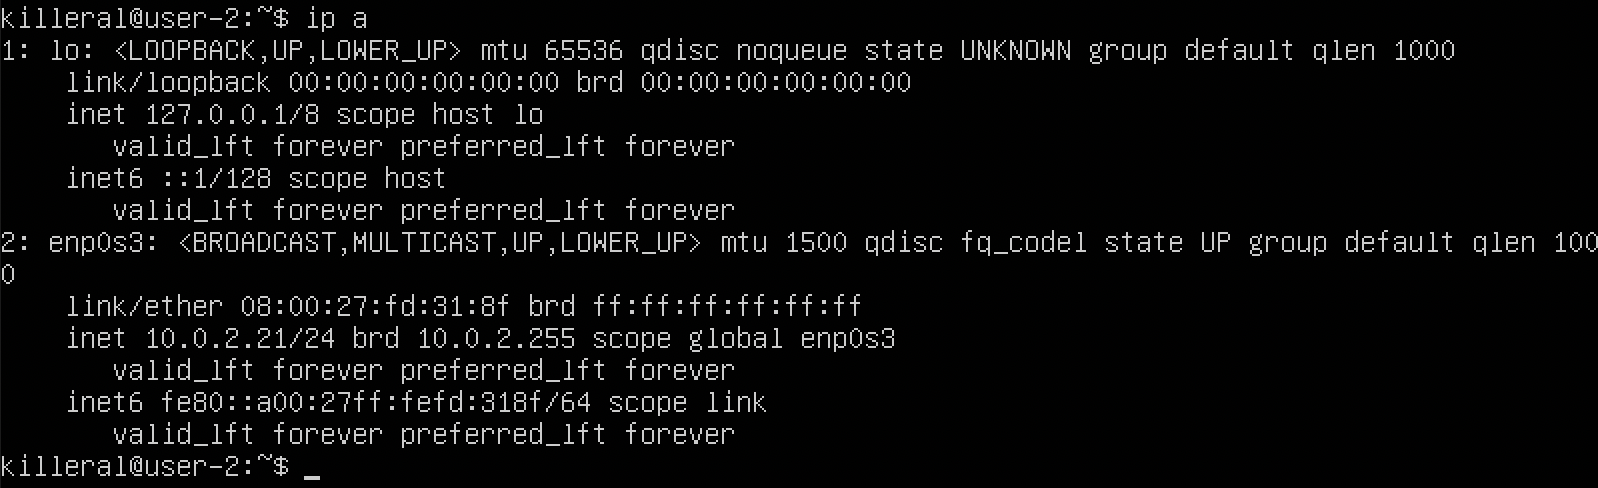 killeral@user-2:~$ ip a
1: lo: <LOOPBACK,UP,LOWER_UP> mtu 65536 qdisc noqueue state UNKNOWN group default qlen 1000
    link/loopback 00:00:00:00:00:00 brd 00:00:00:00:00:00
    inet 127.0.0.1/8 scope host lo
       valid_lft forever preferred_lft forever
    inet6 ::1/128 scope host
       valid_lft forever preferred_lft forever
2: enp0s3: <BROADCAST,MULTICAST,UP,LOWER_UP> mtu 1500 qdisc fq_codel state UP group default qlen 100
0
    link/ether 08:00:27:fd:31:8f brd ff:ff:ff:ff:ff:ff
    inet 10.0.2.21/24 brd 10.0.2.255 scope global enp0s3
       valid_lft forever preferred_lft forever
    inet6 fe80::a00:27ff:fefd:318f/64 scope link
       valid_lft forever preferred_lft forever
killeral@user-2:~$ _